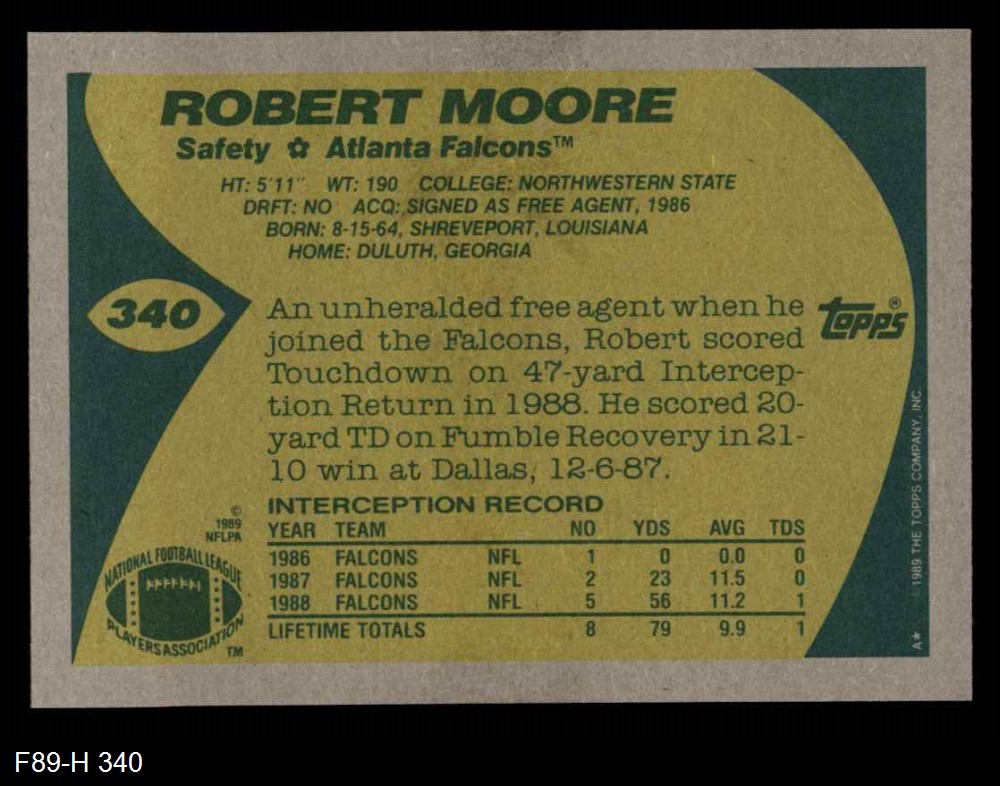 ROBERT MOORE
Safety ✿ Atlanta Falcons™
HT: 5'11" WT: 190 COLLEGE: NORTHWESTERN STATE
DRFT: NO ACQ: SIGNED AS FREE AGENT, 1986
BORN: 8-15-64, SHREVEPORT, LOUISIANA
HOME: DULUTH, GEORGIA
340
An unheralded free agent when he
joined the Falcons, Robert scored
Touchdown on 47-yard Intercep-
tion Return in 1988. He scored 20-
yard TD on Fumble Recovery in 21-
10 win at Dallas, 12-6-87.
topps®
INTERCEPTION RECORD
YEAR TEAM NO YDS AVG TDS
1986 FALCONS NFL 1 0 0.0 0
1987 FALCONS NFL 2 23 11.5 0
1988 FALCONS NFL 5 56 11.2 1
LIFETIME TOTALS 8 79 9.9 1
©
1989
NFLPA
NATIONAL FOOTBALL LEAGUE
PLAYERS ASSOCIATION
TM
A★ © 1989 THE TOPPS COMPANY, INC.
F89-H 340